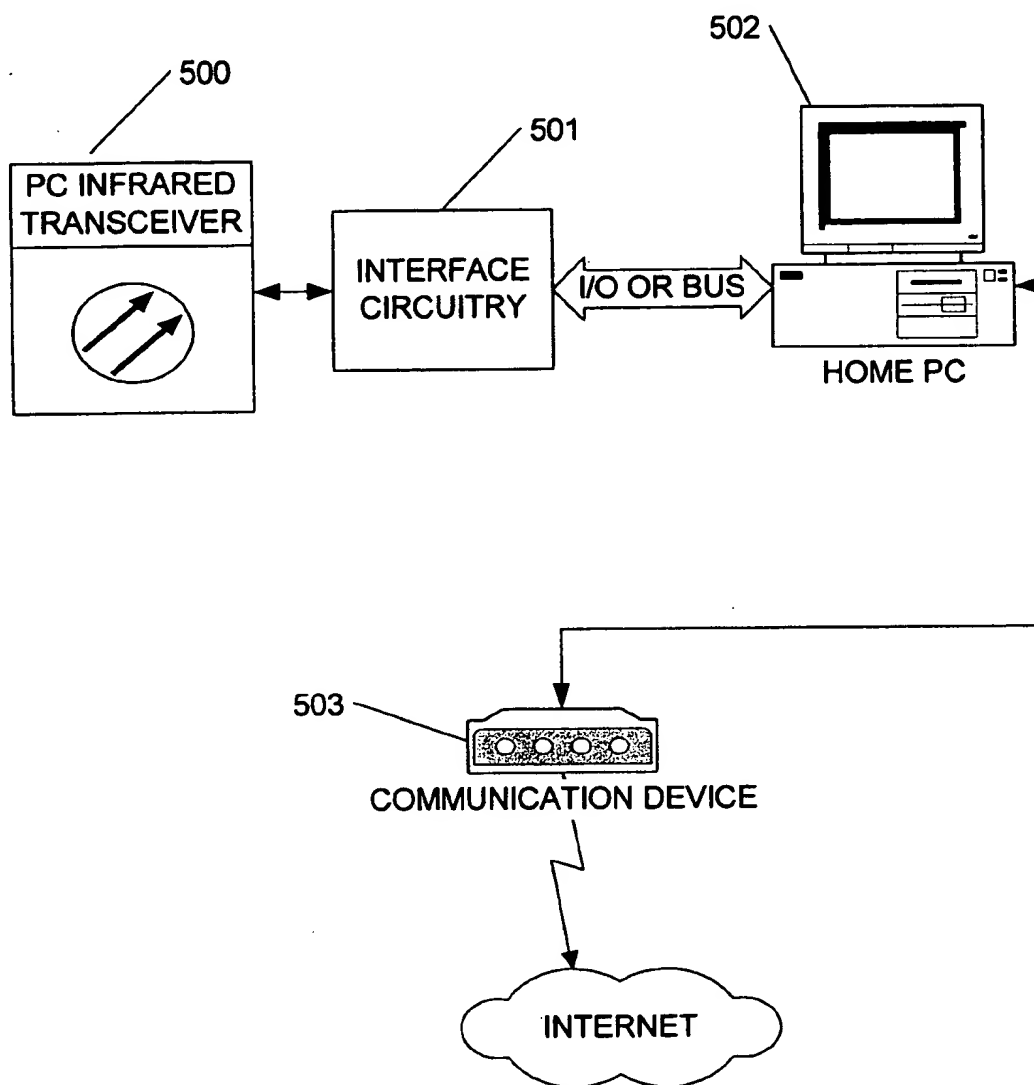 502
500
501
PC INFRARED
TRANSCEIVER
INTERFACE
CIRCUITRY
I/O OR BUS
HOME PC
503
COMMUNICATION DEVICE
INTERNET